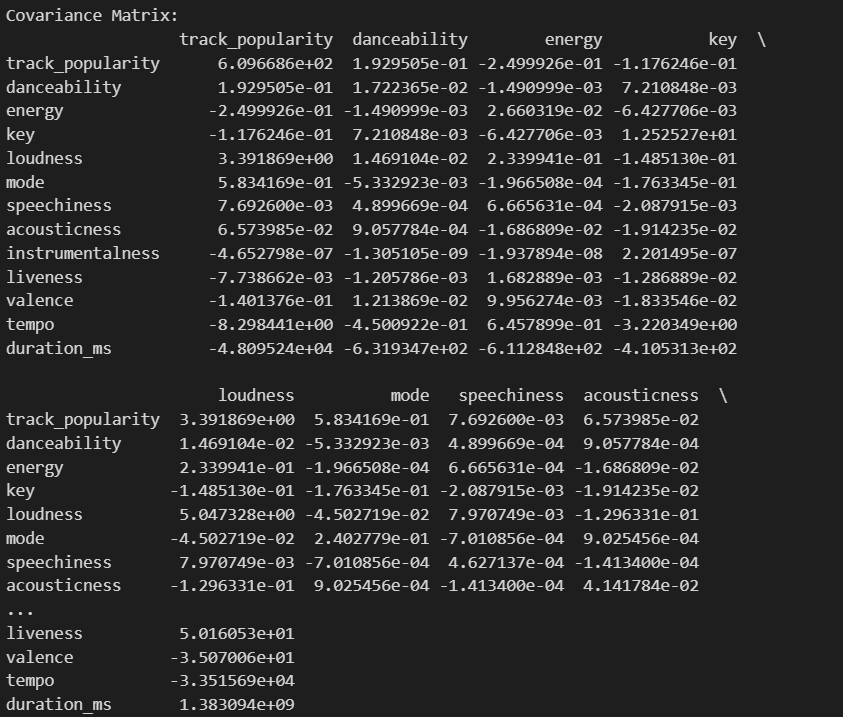 Covariance Matrix:
                  track_popularity  danceability        energy           key  \
track_popularity      6.096686e+02  1.929505e-01 -2.499926e-01 -1.176246e-01
danceability          1.929505e-01  1.722365e-02 -1.490999e-03  7.210848e-03
energy               -2.499926e-01 -1.490999e-03  2.660319e-02 -6.427706e-03
key                  -1.176246e-01  7.210848e-03 -6.427706e-03  1.252527e+01
loudness              3.391869e+00  1.469104e-02  2.339941e-01 -1.485130e-01
mode                  5.834169e-01 -5.332923e-03 -1.966508e-04 -1.763345e-01
speechiness           7.692600e-03  4.899669e-04  6.665631e-04 -2.087915e-03
acousticness          6.573985e-02  9.057784e-04 -1.686809e-02 -1.914235e-02
instrumentalness     -4.652798e-07 -1.305105e-09 -1.937894e-08  2.201495e-07
liveness             -7.738662e-03 -1.205786e-03  1.682889e-03 -1.286889e-02
valence              -1.401376e-01  1.213869e-02  9.956274e-03 -1.833546e-02
tempo                -8.298441e+00 -4.500922e-01  6.457899e-01 -3.220349e+00
duration_ms          -4.809524e+04 -6.319347e+02 -6.112848e+02 -4.105313e+02

                      loudness          mode   speechiness  acousticness  \
track_popularity  3.391869e+00  5.834169e-01  7.692600e-03  6.573985e-02
danceability      1.469104e-02 -5.332923e-03  4.899669e-04  9.057784e-04
energy            2.339941e-01 -1.966508e-04  6.665631e-04 -1.686809e-02
key              -1.485130e-01 -1.763345e-01 -2.087915e-03 -1.914235e-02
loudness          5.047328e+00 -4.502719e-02  7.970749e-03 -1.296331e-01
mode             -4.502719e-02  2.402779e-01 -7.010856e-04  9.025456e-04
speechiness       7.970749e-03 -7.010856e-04  4.627137e-04 -1.413400e-04
acousticness     -1.296331e-01  9.025456e-04 -1.413400e-04  4.141784e-02
...
liveness          5.016053e+01
valence          -3.507006e+01
tempo            -3.351569e+04
duration_ms       1.383094e+09